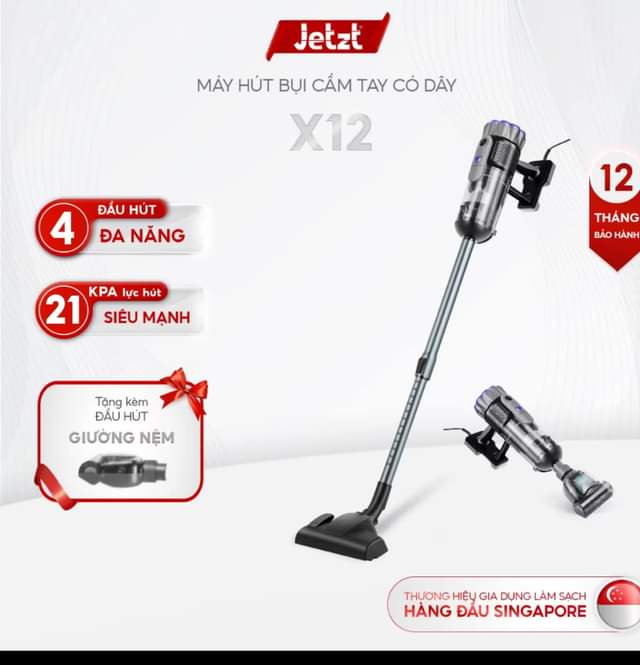 Jetzt
MÁY HÚT BỤI CẦM TAY CÓ DÂY
X12
4
ĐẦU HÚT
ĐA NĂNG
21
KPA lực hút
SIÊU MẠNH
Tặng kèm
ĐẦU HÚT
GIƯỜNG NỆM
12
THÁNG
BẢO HÀNH
THƯƠNG HIỆU GIA DỤNG LÀM SẠCH
HÀNG ĐẦU SINGAPORE